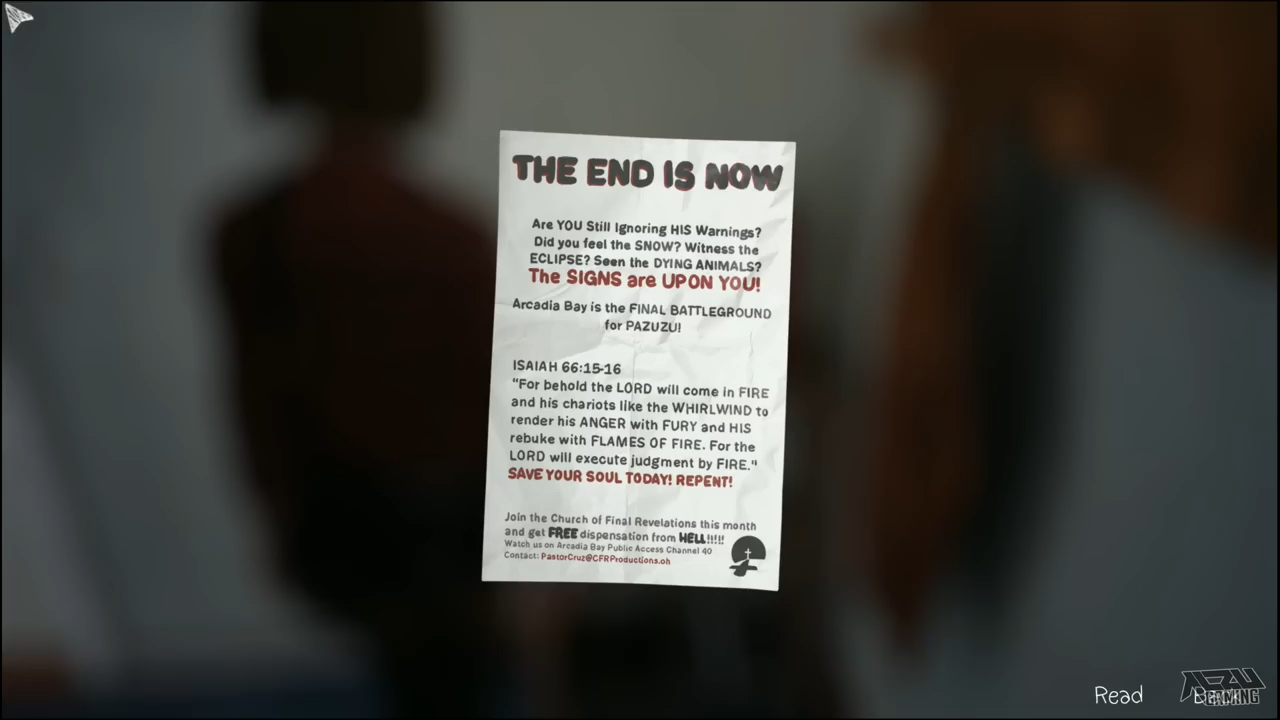 THE END IS NOW
Are YOU Still Ignoring HIS Warnings?
Did you feel the SNOW? Witness the
ECLIPSE? Seen the DYING ANIMALS?
The SIGNS are UPON YOU!
Arcadia Bay is the FINAL BATTLEGROUND
for PAZUZU!
ISAIAH 66:15-16
"For behold the LORD will come in FIRE
and his chariots like the WHIRLWIND to
render his ANGER with FURY and HIS
rebuke with FLAMES OF FIRE. For the
LORD will execute judgment by FIRE."
SAVE YOUR SOUL TODAY! REPENT!
Join the Church of Final Revelations this month
and get FREE dispensation from HELL!!!!!
Watch us on Arcadia Bay Public Access Channel 40
Contact: PastorCruz@CFRProductions.oh
Read
GAMING